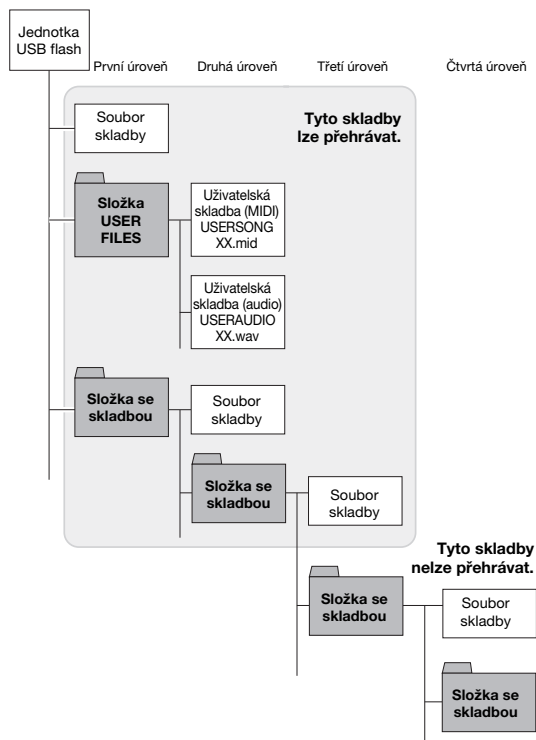 Jednotka
USB flash
První úroveň
Druhá úroveň
Třetí úroveň
Čtvrtá úroveň
Soubor
skladby
Tyto skladby
lze přehrávat.
Složka
USER
FILES
Uživatelská
skladba (MIDI)
USERSONG
XX.mid
Uživatelská
skladba (audio)
USERAUDIO
XX.wav
Složka se
skladbou
Soubor
skladby
Složka se
skladbou
Soubor
skladby
Tyto skladby
nelze přehrávat.
Složka se
skladbou
Soubor
skladby
Složka se
skladbou